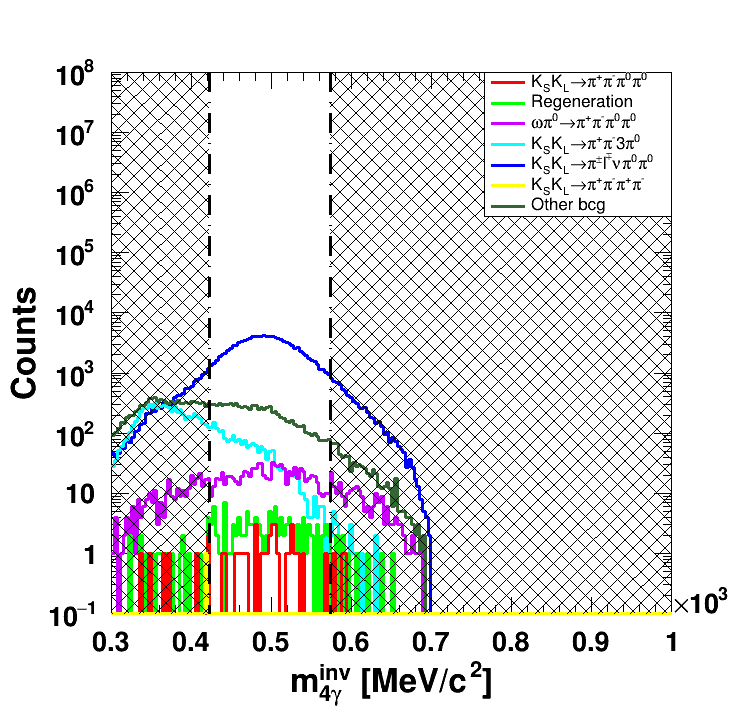 10⁸
10⁷
10⁶
10⁵
10⁴
10³
10²
10
1
10⁻¹
Counts
K_SK_L→π⁺π⁻π⁰π⁰
Regeneration
ωπ⁰→π⁺π⁻π⁰π⁰
K_SK_L→π⁺π⁻3π⁰
K_SK_L→π^±l^∓νπ⁰π⁰
K_SK_L→π⁺π⁻π⁺π⁻
Other bcg
0.3 0.4 0.5 0.6 0.7 0.8 0.9 1
×10³
m_{4γ}^{inv} [MeV/c²]